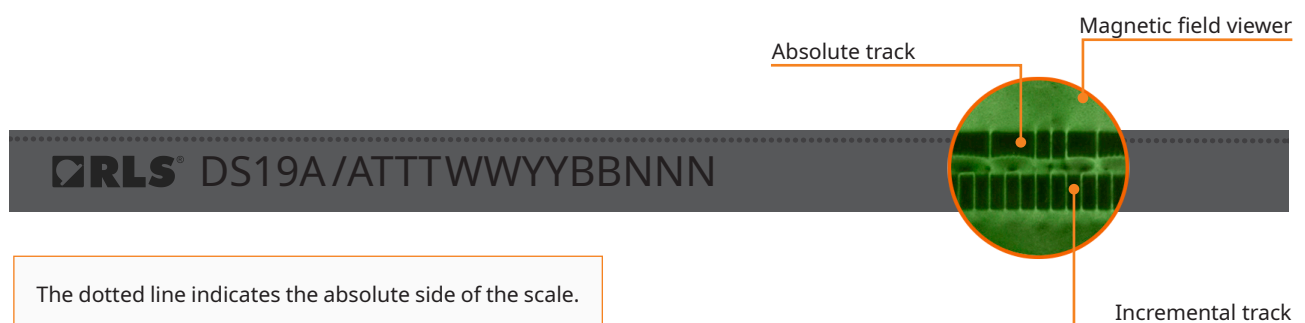 Magnetic field viewer
Absolute track
RLS® DS19A/ATTTWWYYBBNNN
The dotted line indicates the absolute side of the scale.
Incremental track